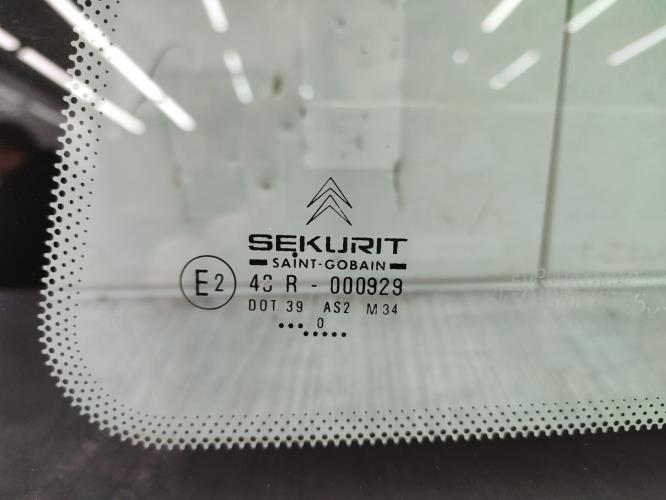 SEKURIT
SAINT-GOBAIN
E2 43 R - 000929
DOT 39 AS2 M34
0